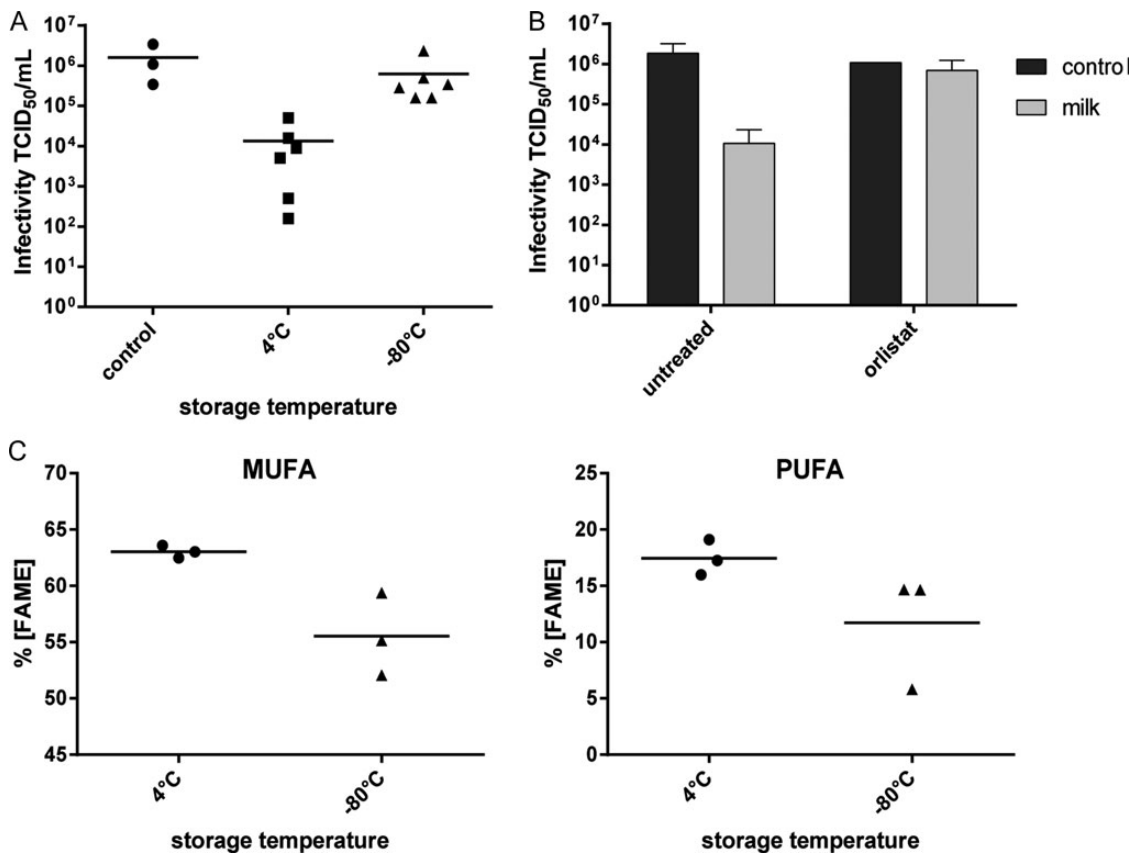 A
Infectivity TCID50/mL
10⁷
10⁶
10⁵
10⁴
10³
10²
10¹
10⁰
control
4°C
-80°C
storage temperature
B
Infectivity TCID50/mL
10⁷
10⁶
10⁵
10⁴
10³
10²
10¹
10⁰
untreated
orlistat
control
milk
C
MUFA
% [FAME]
70
65
60
55
50
45
4°C
-80°C
storage temperature
PUFA
% [FAME]
25
20
15
10
5
0
4°C
-80°C
storage temperature